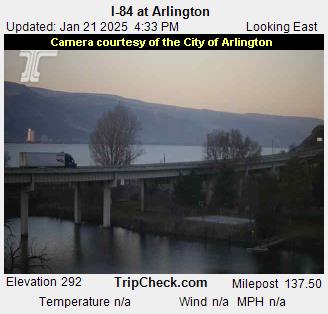 I-84 at Arlington
Updated: Jan 21 2025 4:33 PM Looking East
Camera courtesy of the City of Arlington
Elevation 292 TripCheck.com Milepost 137.50
Temperature n/a Wind n/a MPH n/a